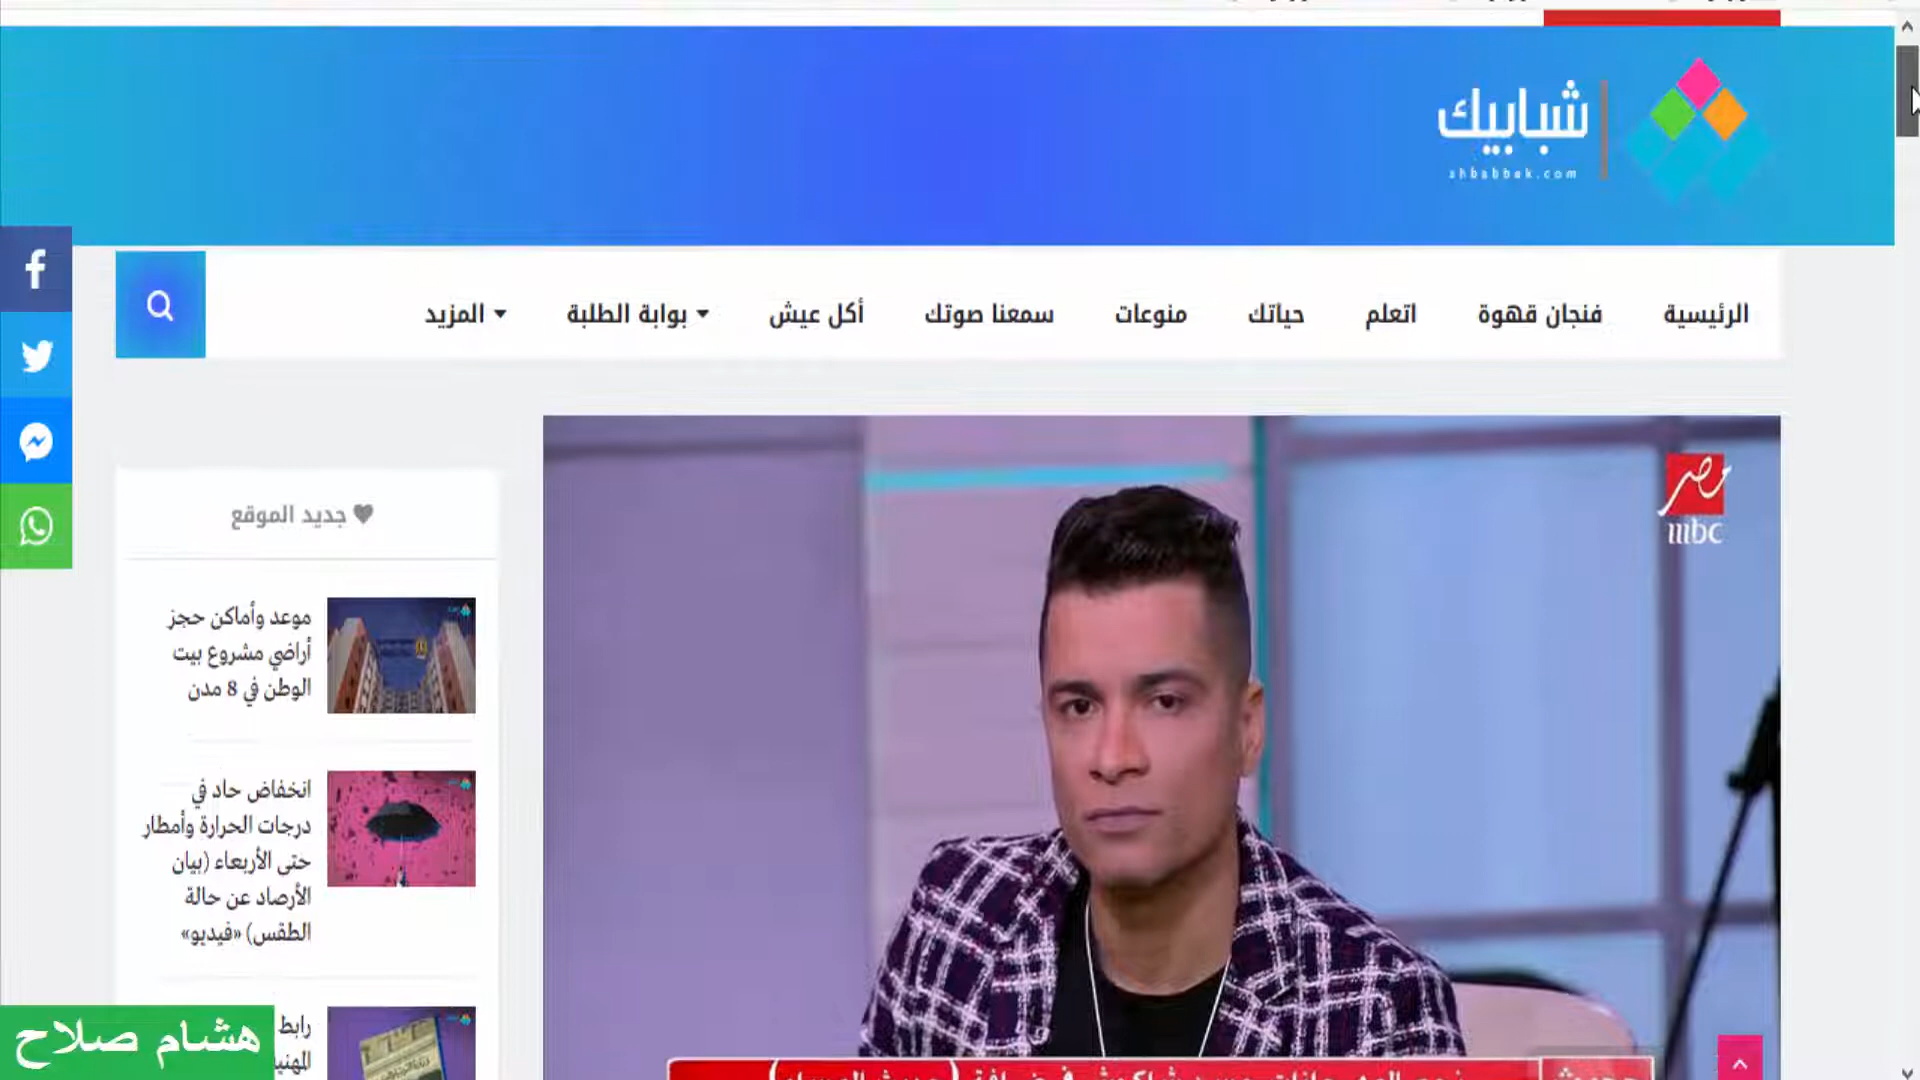 شبابيك
shbabbek.com
الرئيسية
فنجان قهوة
اتعلم
حياتك
منوعات
سمعنا صوتك
أكل عيش
بوابة الطلبة
المزيد
مصر
mbc
جديد الموقع
موعد وأماكن حجز
أراضي مشروع بيت
الوطن في 8 مدن
انخفاض حاد في
درجات الحرارة وأمطار
حتى الأربعاء (بيان
الأرصاد عن حالة
الطقس) «فيديو»
رابط
المهنية
هشام صلاح